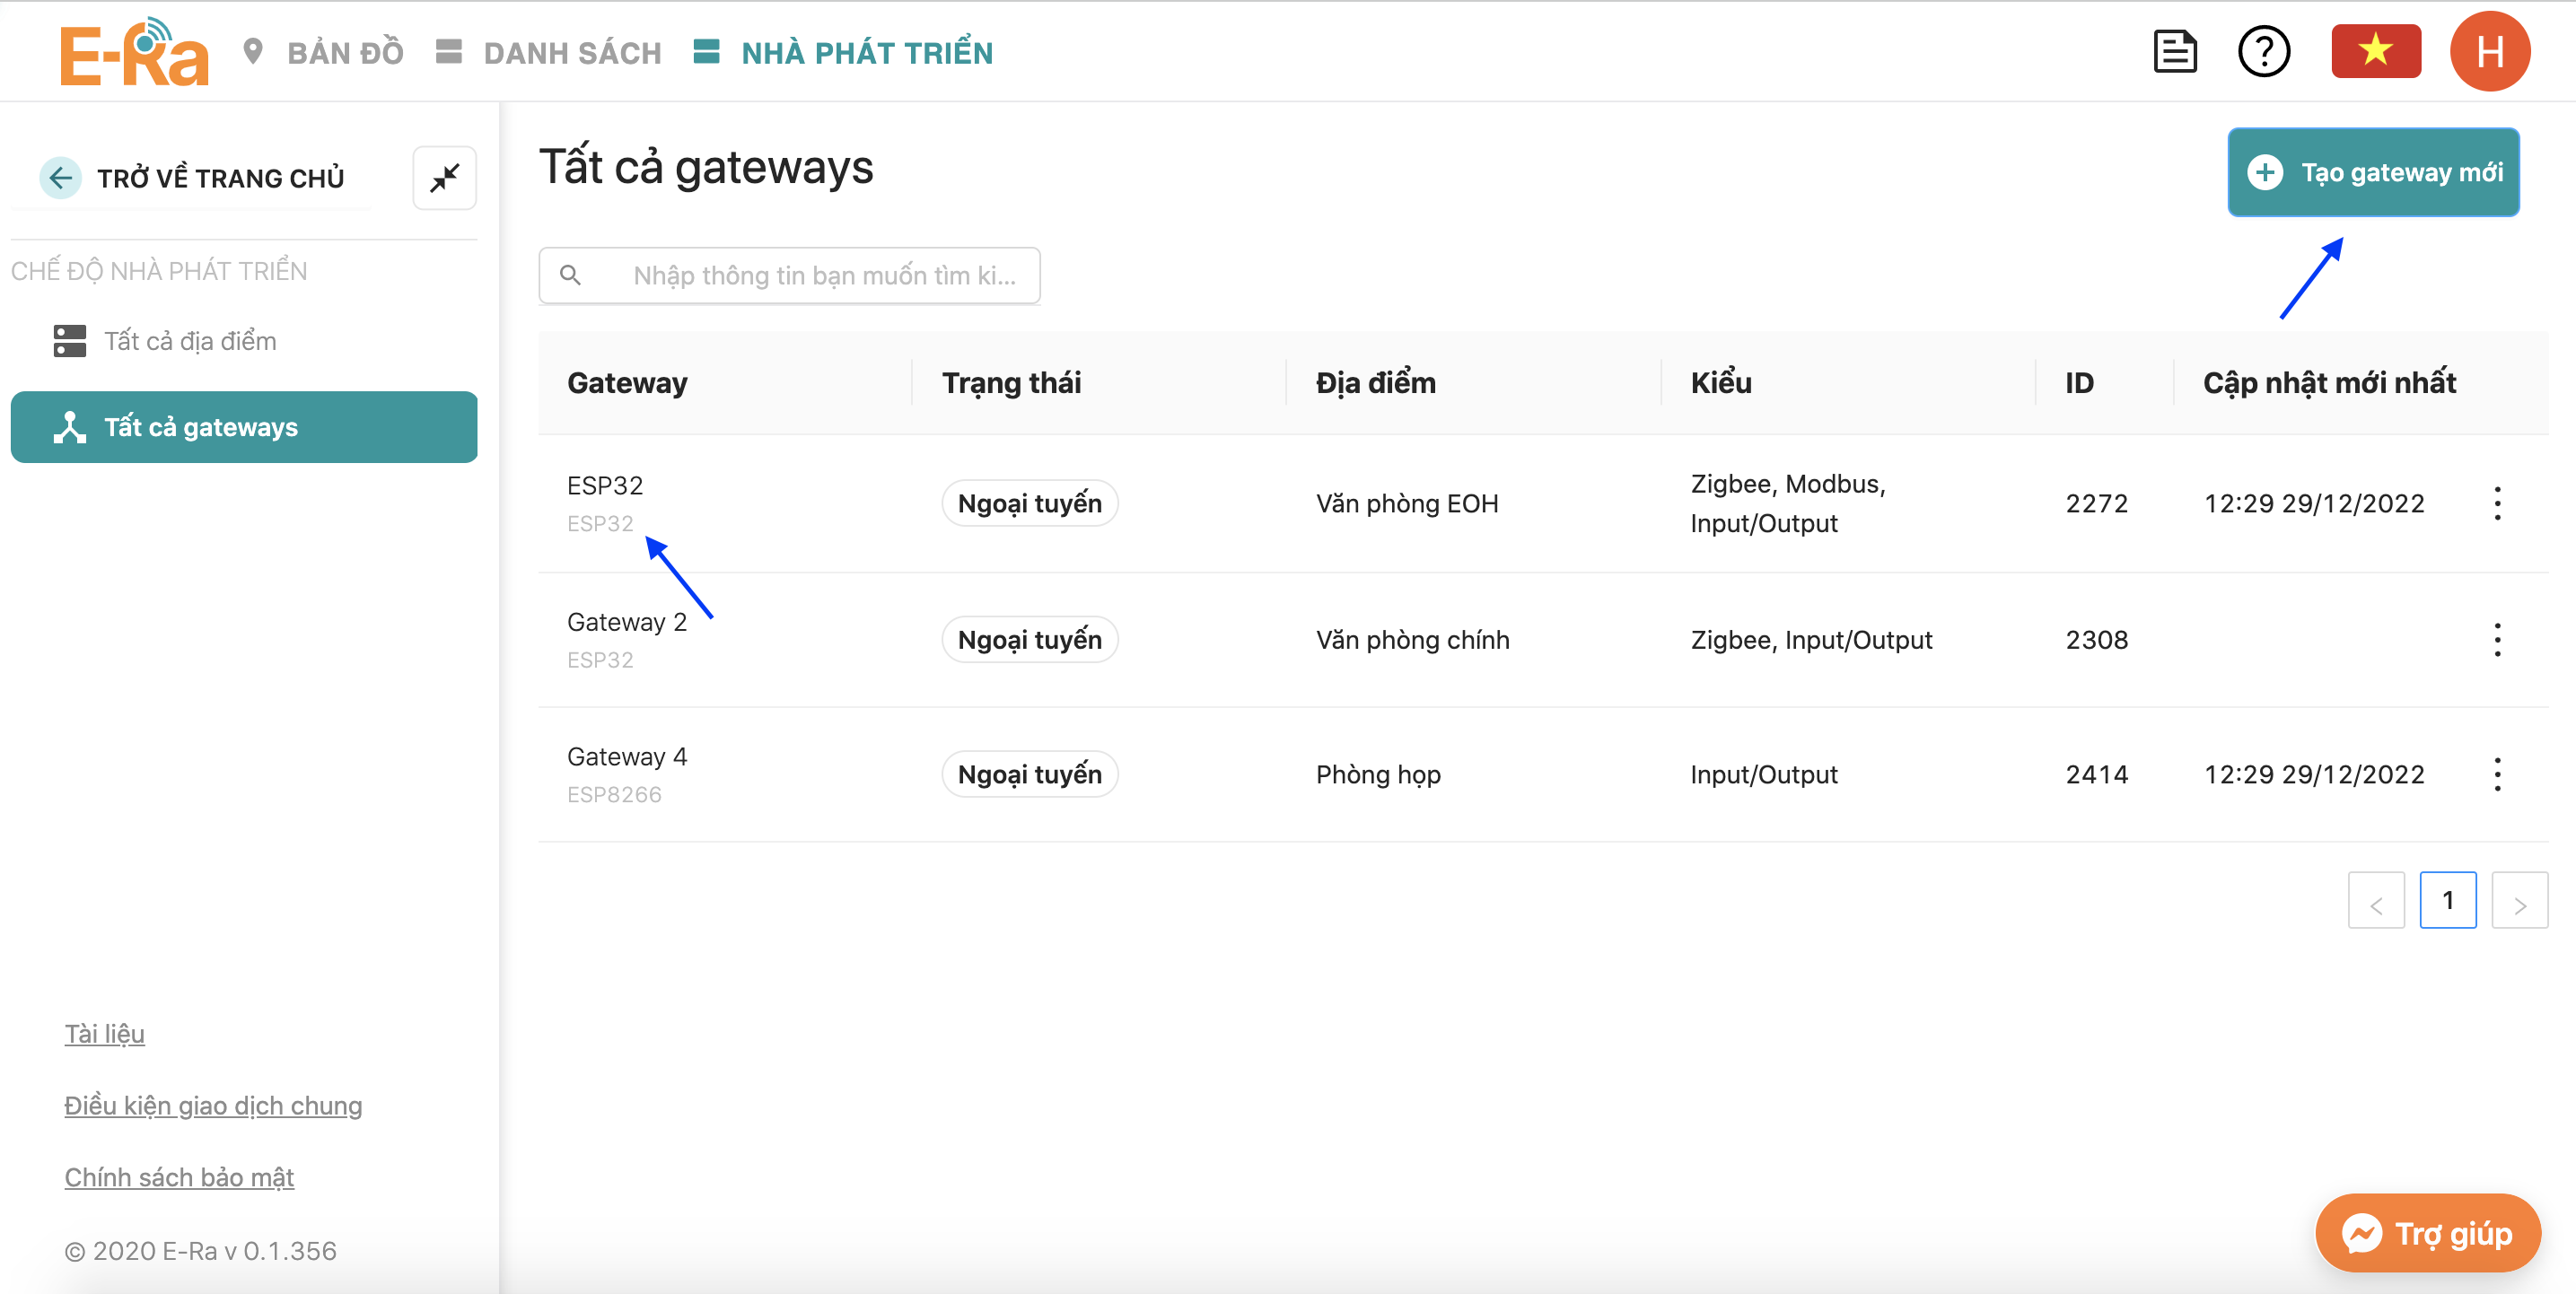 E-Ra
BẢN ĐỒ
DANH SÁCH
NHÀ PHÁT TRIỂN
H
TRỞ VỀ TRANG CHỦ
CHẾ ĐỘ NHÀ PHÁT TRIỂN
Tất cả địa điểm
Tất cả gateways
Tài liệu
Điều kiện giao dịch chung
Chính sách bảo mật
© 2020 E-Ra v 0.1.356
Tất cả gateways
Tạo gateway mới
Nhập thông tin bạn muốn tìm ki...
Gateway Trạng thái Địa điểm Kiểu ID Cập nhật mới nhất
ESP32
ESP32
Ngoại tuyến
Văn phòng EOH
Zigbee, Modbus,
Input/Output
2272
12:29 29/12/2022
Gateway 2
ESP32
Ngoại tuyến
Văn phòng chính
Zigbee, Input/Output
2308
Gateway 4
ESP8266
Ngoại tuyến
Phòng họp
Input/Output
2414
12:29 29/12/2022
< 1 >
Trợ giúp